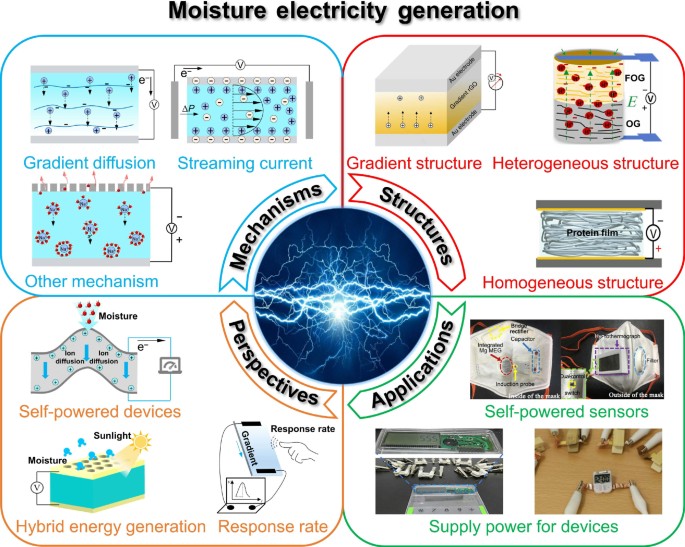 Moisture electricity generation
e⁻
V
Gradient diffusion
e⁻
V
ΔP
Streaming current
V
−
+
Other mechanism
Mechanisms
Au electrode
Gradient rGO
Au electrode
V
Gradient structure
FOG
E
OG
V
Heterogeneous structure
Protein film
−
V
+
Homogeneous structure
Structures
Moisture
Ion
diffusion
Ion
diffusion
e⁻
Self-powered devices
Sunlight
Moisture
V
Hybrid energy generation
Gradient
Response rate
Response rate
Perspectives
Bridge
rectifier
Capacitor
Integrated
Mg MEG
Induction probe
Inside of the mask
switch
Filter
Outside of the mask
Self-powered sensors
Supply power for devices
Applications